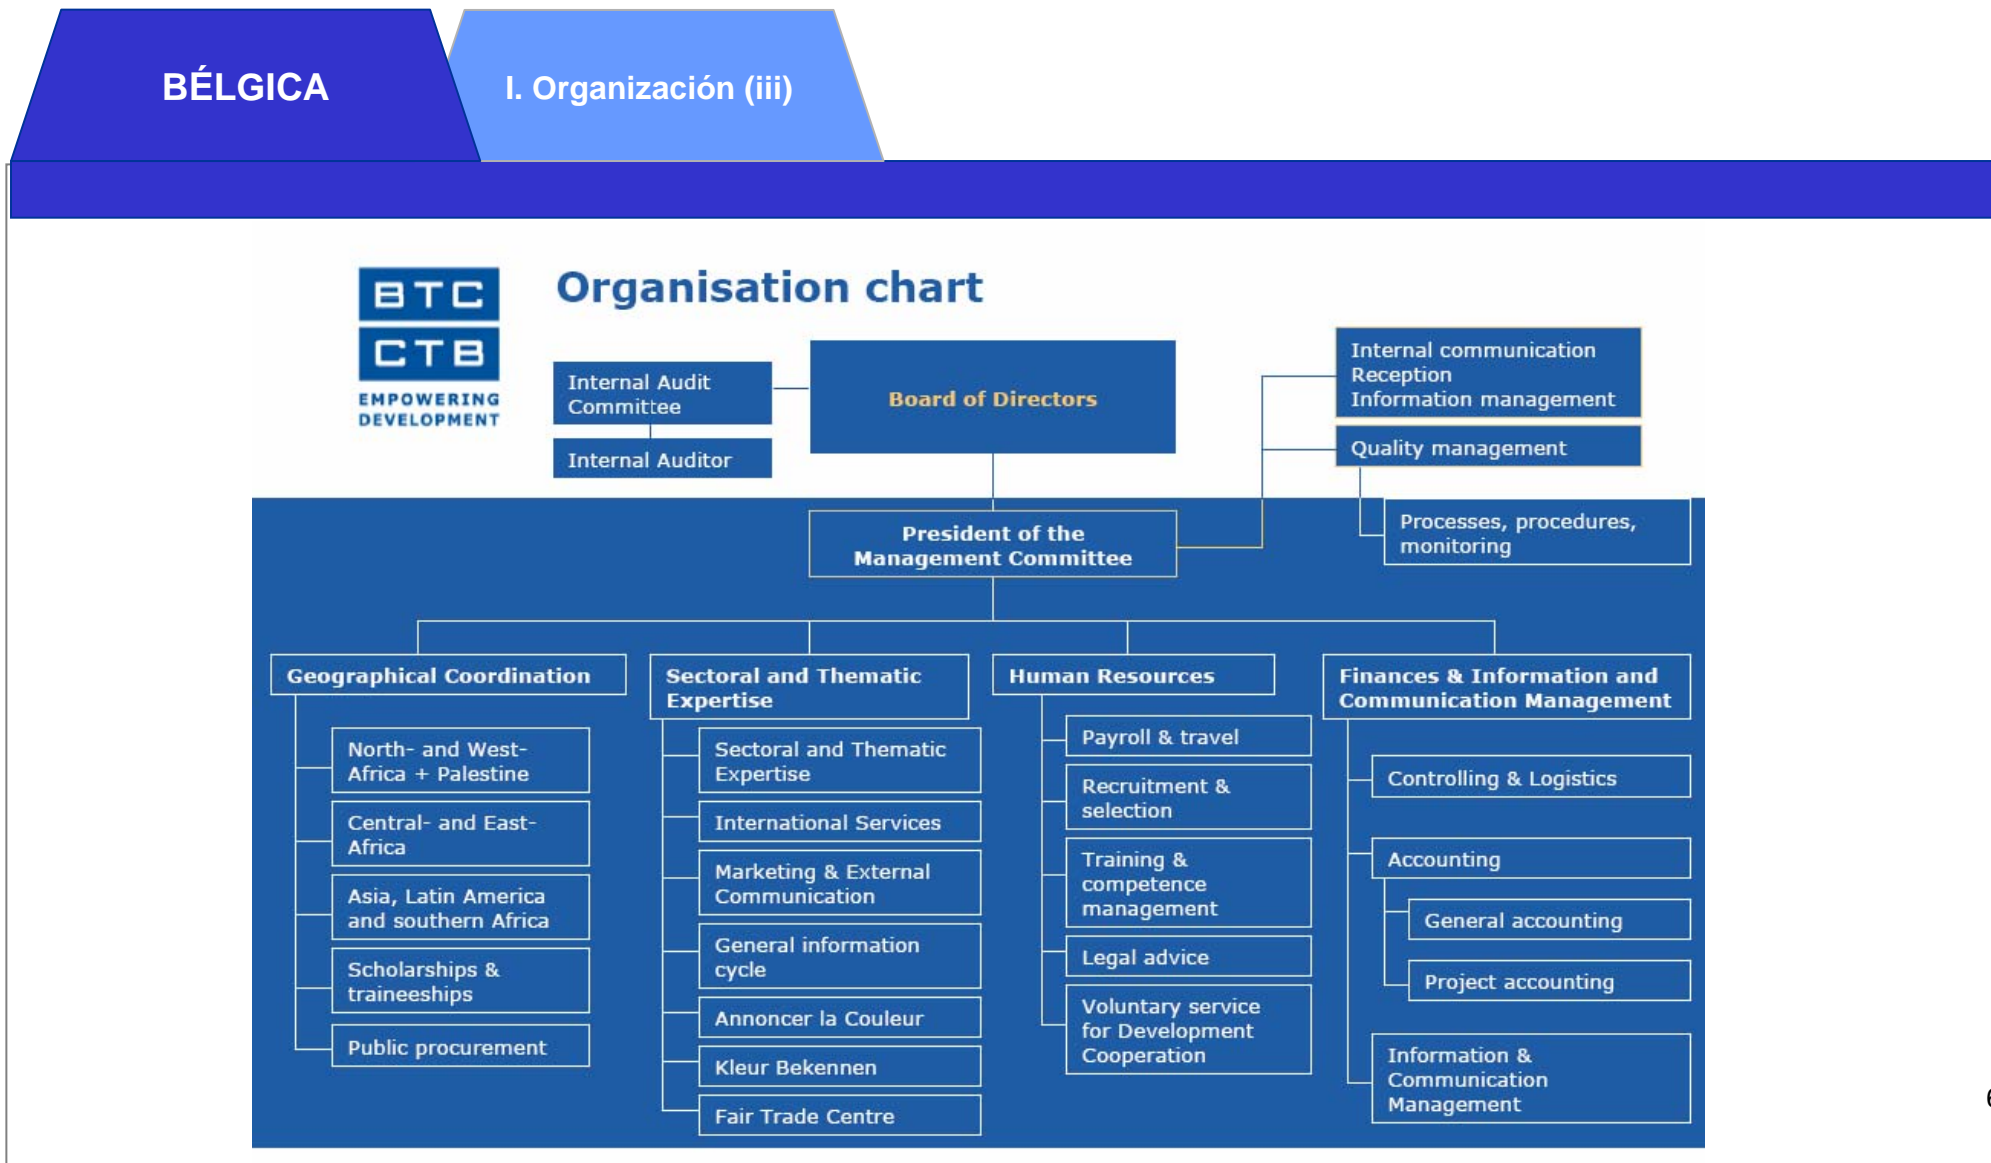 BÉLGICA
I. Organización (iii)
BTC
CTB
EMPOWERING
DEVELOPMENT
Organisation chart
Internal Audit
Committee
Internal Auditor
Board of Directors
Internal communication
Reception
Information management
Quality management
Processes, procedures,
monitoring
President of the
Management Committee
Geographical Coordination
North- and West-
Africa + Palestine
Central- and East-
Africa
Asia, Latin America
and southern Africa
Scholarships &
traineeships
Public procurement
Sectoral and Thematic
Expertise
Sectoral and Thematic
Expertise
International Services
Marketing & External
Communication
General information
cycle
Annoncer la Couleur
Kleur Bekennen
Fair Trade Centre
Human Resources
Payroll & travel
Recruitment &
selection
Training &
competence
management
Legal advice
Voluntary service
for Development
Cooperation
Finances & Information and
Communication Management
Controlling & Logistics
Accounting
General accounting
Project accounting
Information &
Communication
Management